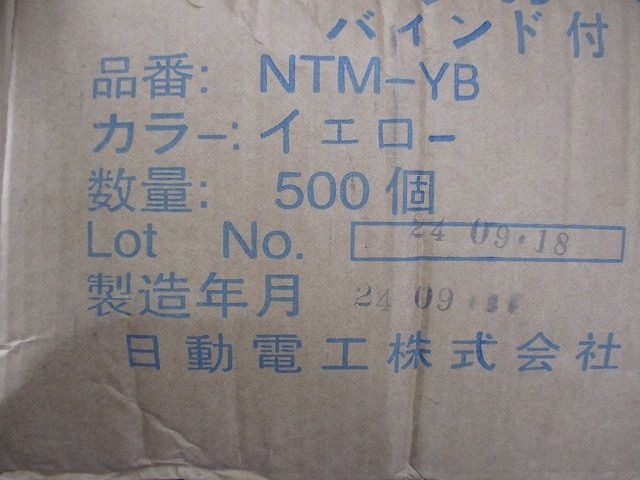 バインド付
品番: NTM-YB
カラー: イエロー
数量: 500個
Lot No. 24 09.18
製造年月 24 09
日動電工株式会社